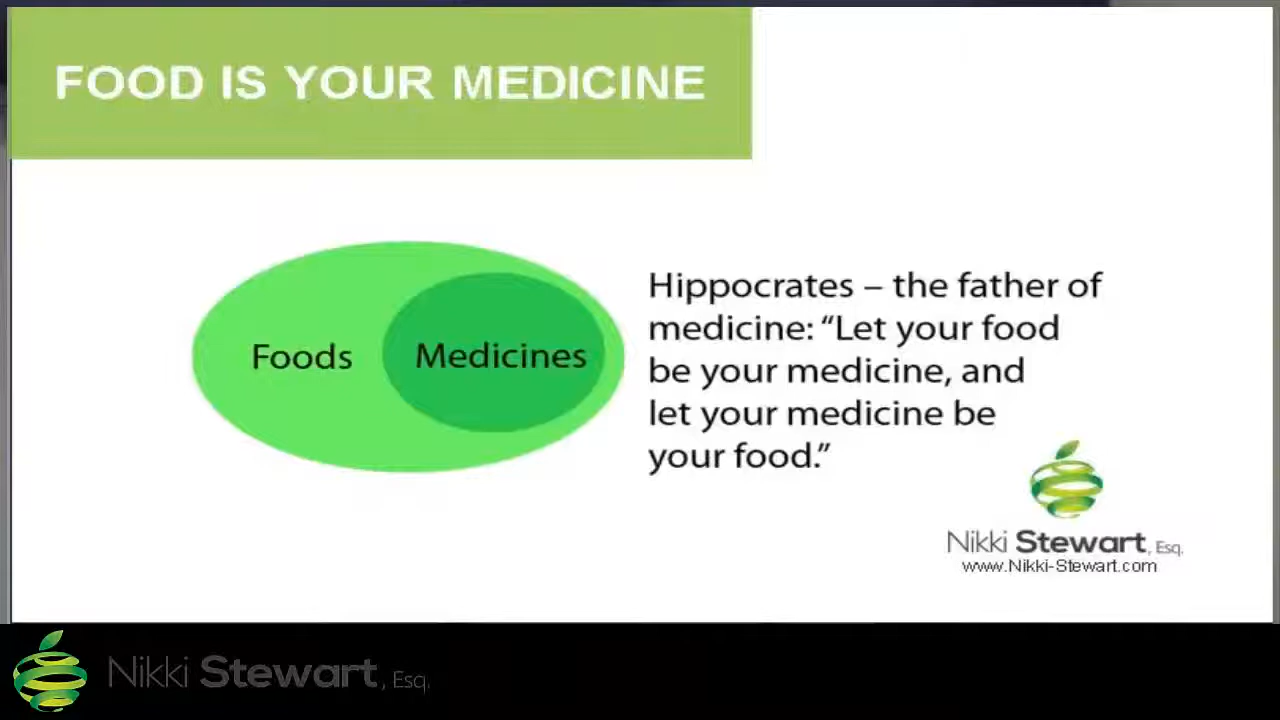 FOOD IS YOUR MEDICINE
Foods
Medicines
Hippocrates – the father of
medicine: “Let your food
be your medicine, and
let your medicine be
your food.”
Nikki Stewart, Esq.
www.Nikki-Stewart.com
Nikki Stewart, Esq.